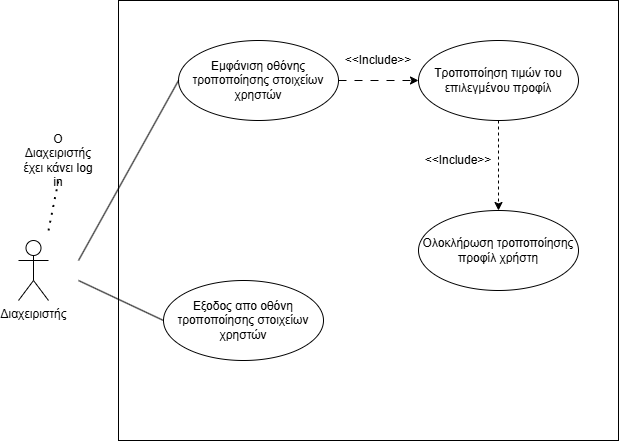 Εμφάνιση οθόνης
τροποποίησης στοιχείων
χρηστών
<<Include>>
Τροποποίηση τιμών του
επιλεγμένου προφίλ
Ο
Διαχειριστής
έχει κάνει log
in
<<Include>>
Ολοκλήρωση τροποποίησης
προφίλ χρήστη
Διαχειριστής
Εξοδος απο οθόνη
τροποποίησης στοιχείων
χρηστών